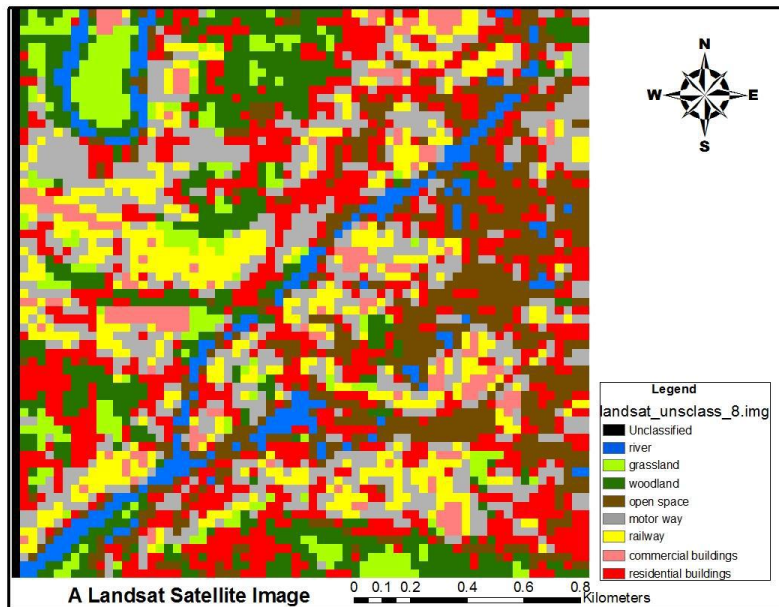 N
W E
S
Legend
landsat_unsclass_8.img
Unclassified
river
grassland
woodland
open space
motor way
railway
commercial buildings
residential buildings
A Landsat Satellite Image
0 0.1 0.2 0.4 0.6 0.8
Kilometers